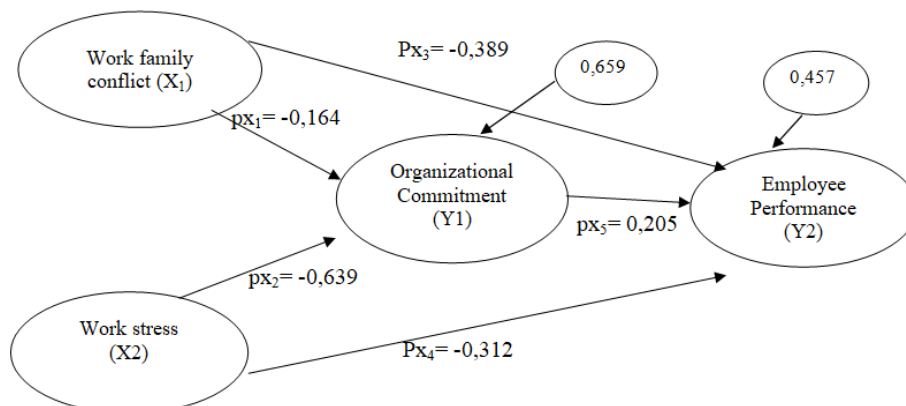 Work family
conflict (X₁)
Px₃= -0,389
0,659
0,457
px₁= -0,164
Organizational
Commitment
(Y1)
Employee
Performance
(Y2)
px₅= 0,205
px₂= -0,639
Work stress
(X2)
Px₄= -0,312